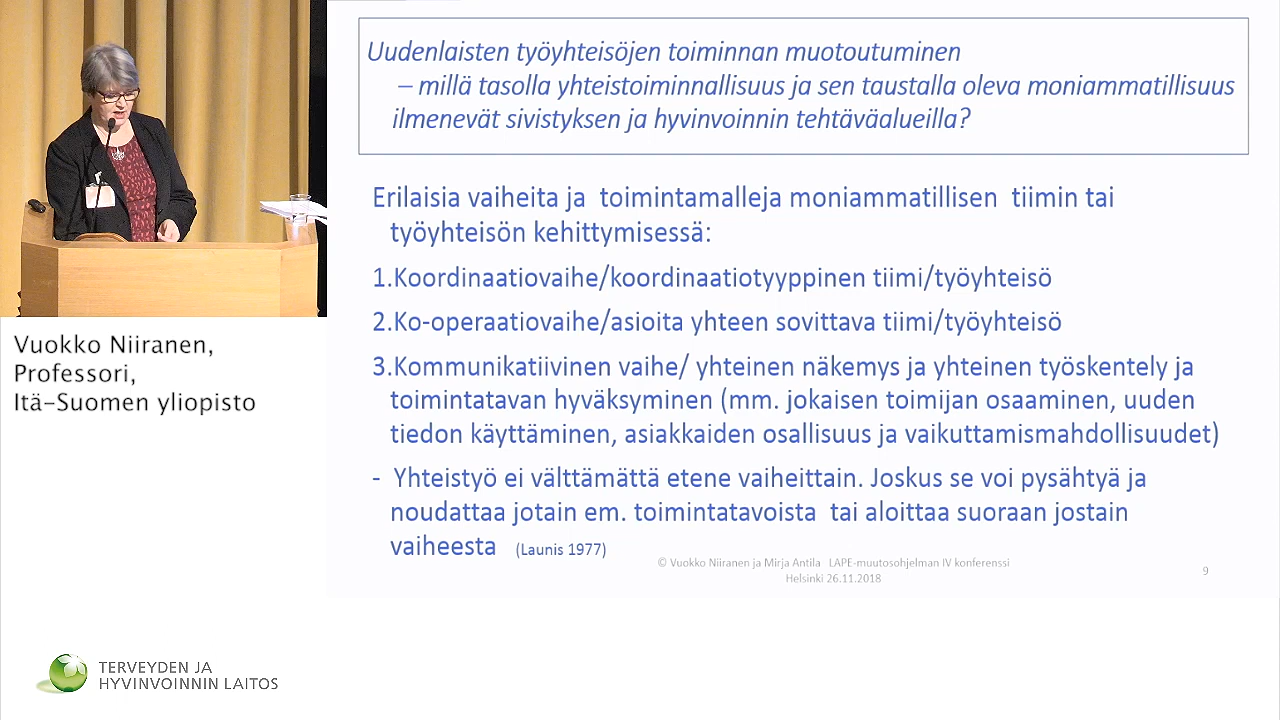 Uudenlaisten työyhteisöjen toiminnan muotoutuminen
– millä tasolla yhteistoiminnallisuus ja sen taustalla oleva moniammatillisuus
ilmenevät sivistyksen ja hyvinvoinnin tehtäväalueilla?
Erilaisia vaiheita ja toimintamalleja moniammatillisen tiimin tai
työyhteisön kehittymisessä:
1.Koordinaatiovaihe/koordinaatiotyyppinen tiimi/työyhteisö
2.Ko-operaatiovaihe/asioita yhteen sovittava tiimi/työyhteisö
3.Kommunikatiivinen vaihe/ yhteinen näkemys ja yhteinen työskentely ja
toimintatavan hyväksyminen (mm. jokaisen toimijan osaaminen, uuden
tiedon käyttäminen, asiakkaiden osallisuus ja vaikuttamismahdollisuudet)
- Yhteistyö ei välttämättä etene vaiheittain. Joskus se voi pysähtyä ja
noudattaa jotain em. toimintatavoista tai aloittaa suoraan jostain
vaiheesta (Launis 1977)
© Vuokko Niiranen ja Mirja Antila LAPE-muutosohjelman IV konferenssi
Helsinki 26.11.2018
9
Vuokko Niiranen,
Professori,
Itä-Suomen yliopisto
TERVEYDEN JA
HYVINVOINNIN LAITOS